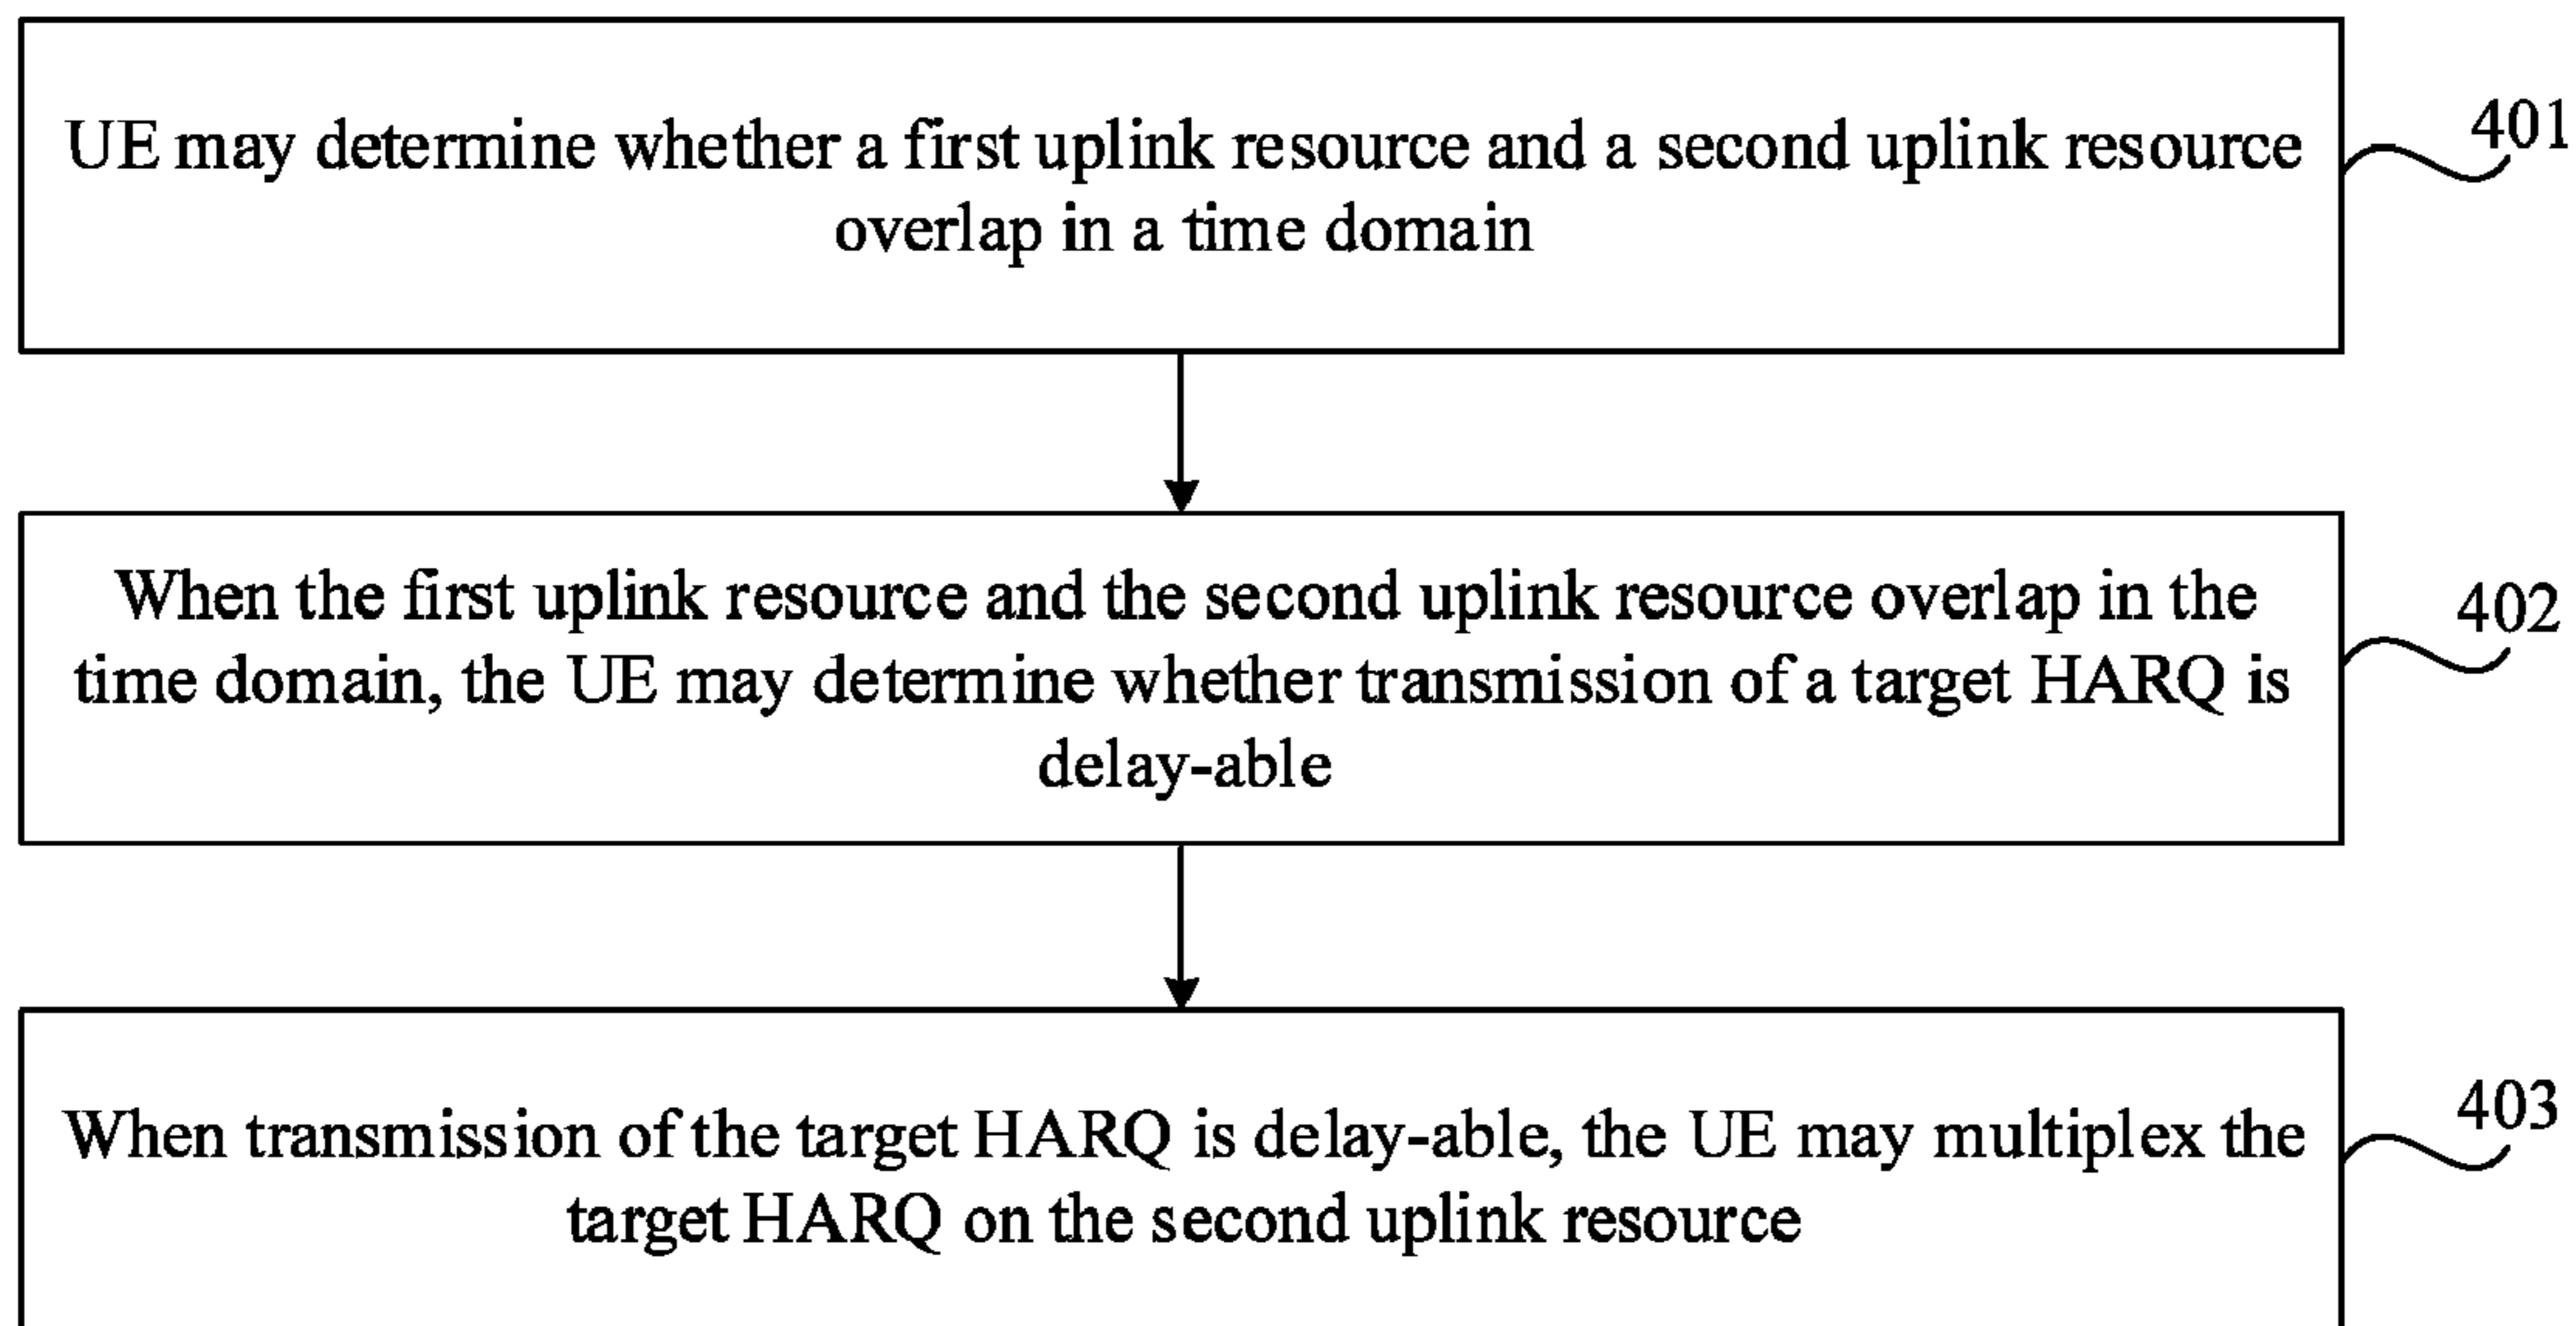 UE may determine whether a first uplink resource and a second uplink resource
overlap in a time domain
401
When the first uplink resource and the second uplink resource overlap in the
time domain, the UE may determine whether transmission of a target HARQ is
delay-able
402
When transmission of the target HARQ is delay-able, the UE may multiplex the
target HARQ on the second uplink resource
403